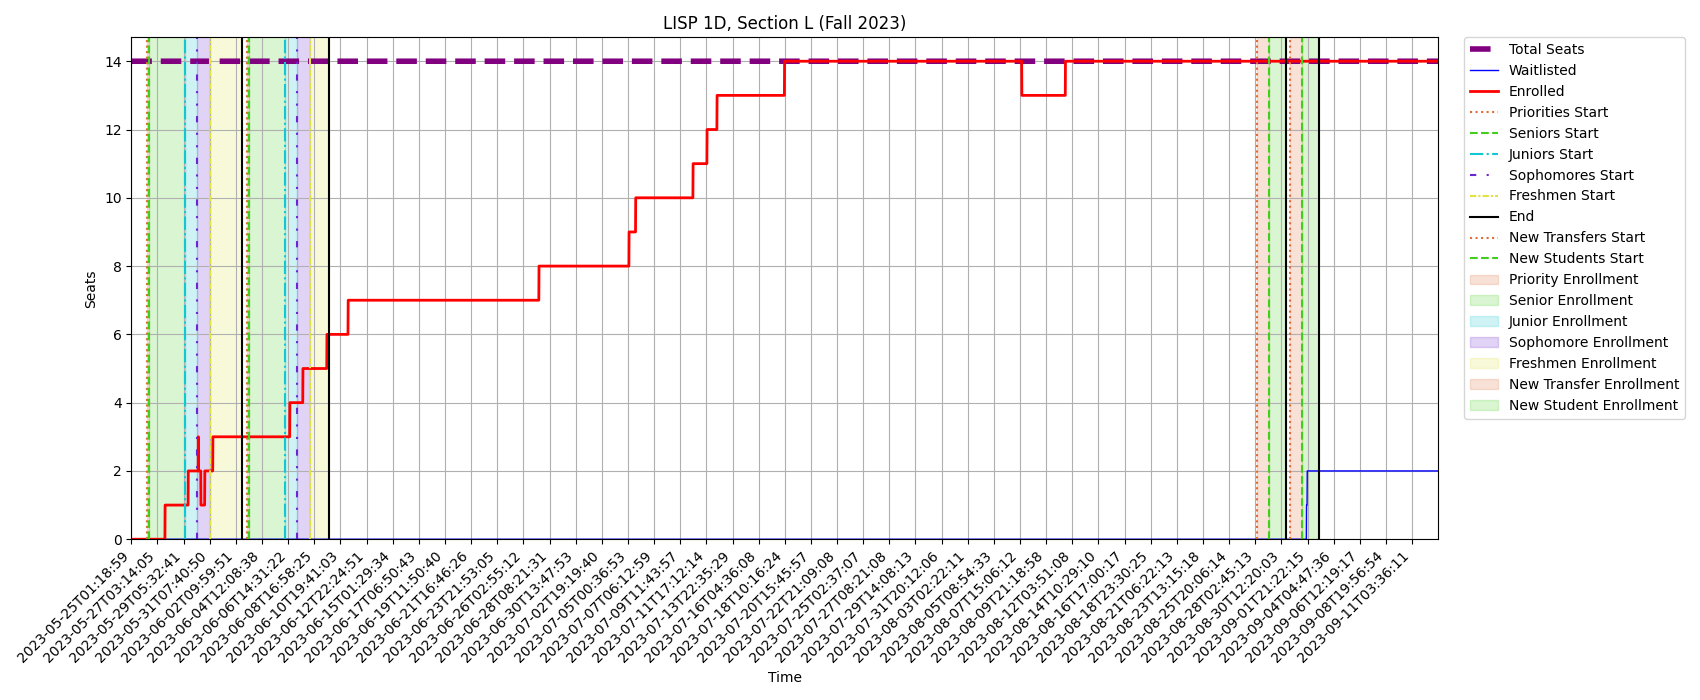 LISP 1D, Section L (Fall 2023)
Seats
14
12
10
8
6
4
2
0
2023-05-25T01:18:59
2023-05-27T03:14:05
2023-05-29T05:32:41
2023-05-31T07:40:50
2023-06-02T09:59:51
2023-06-04T12:08:38
2023-06-06T14:31:22
2023-06-08T16:58:25
2023-06-10T19:41:03
2023-06-12T22:24:51
2023-06-15T01:29:34
2023-06-17T06:50:43
2023-06-19T11:50:40
2023-06-21T16:46:26
2023-06-23T21:53:05
2023-06-26T02:55:12
2023-06-28T08:21:31
2023-06-30T13:47:53
2023-07-02T19:19:40
2023-07-05T00:36:53
2023-07-07T06:12:59
2023-07-09T11:43:57
2023-07-11T17:12:14
2023-07-13T22:35:29
2023-07-16T04:36:08
2023-07-18T10:16:24
2023-07-20T15:45:57
2023-07-22T21:09:08
2023-07-25T02:37:07
2023-07-27T08:21:08
2023-07-29T14:08:13
2023-07-31T20:12:06
2023-08-03T02:22:11
2023-08-05T08:54:33
2023-08-07T15:06:12
2023-08-09T21:18:58
2023-08-12T03:51:08
2023-08-14T10:29:10
2023-08-16T17:00:17
2023-08-18T23:30:25
2023-08-21T06:22:13
2023-08-23T13:15:18
2023-08-25T20:06:14
2023-08-28T02:45:13
2023-08-30T12:20:03
2023-09-01T21:22:15
2023-09-04T04:47:36
2023-09-06T12:19:17
2023-09-08T19:56:54
2023-09-11T03:36:11
Time
Total Seats
Waitlisted
Enrolled
Priorities Start
Seniors Start
Juniors Start
Sophomores Start
Freshmen Start
End
New Transfers Start
New Students Start
Priority Enrollment
Senior Enrollment
Junior Enrollment
Sophomore Enrollment
Freshmen Enrollment
New Transfer Enrollment
New Student Enrollment